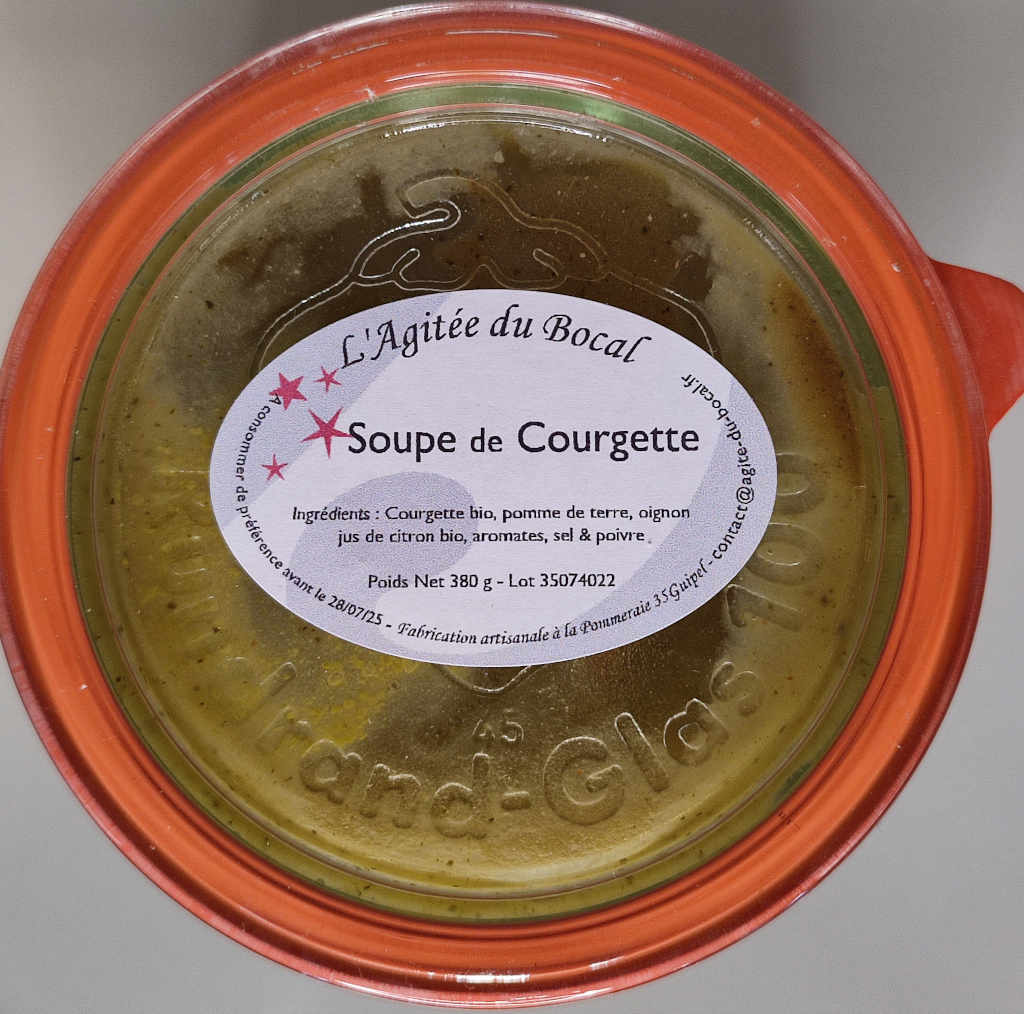 L'Agitée du Bocal
Soupe de Courgette
Ingrédients : Courgette bio, pomme de terre, oignon
jus de citron bio, aromates, sel & poivre
Poids Net 380 g - Lot 35074022
A consommer de préférence avant le 28/07/25 - Fabrication artisanale à la Pommeraie 35Guipel - contact@agite-du-bocal.fr
45
rand-Glas 100